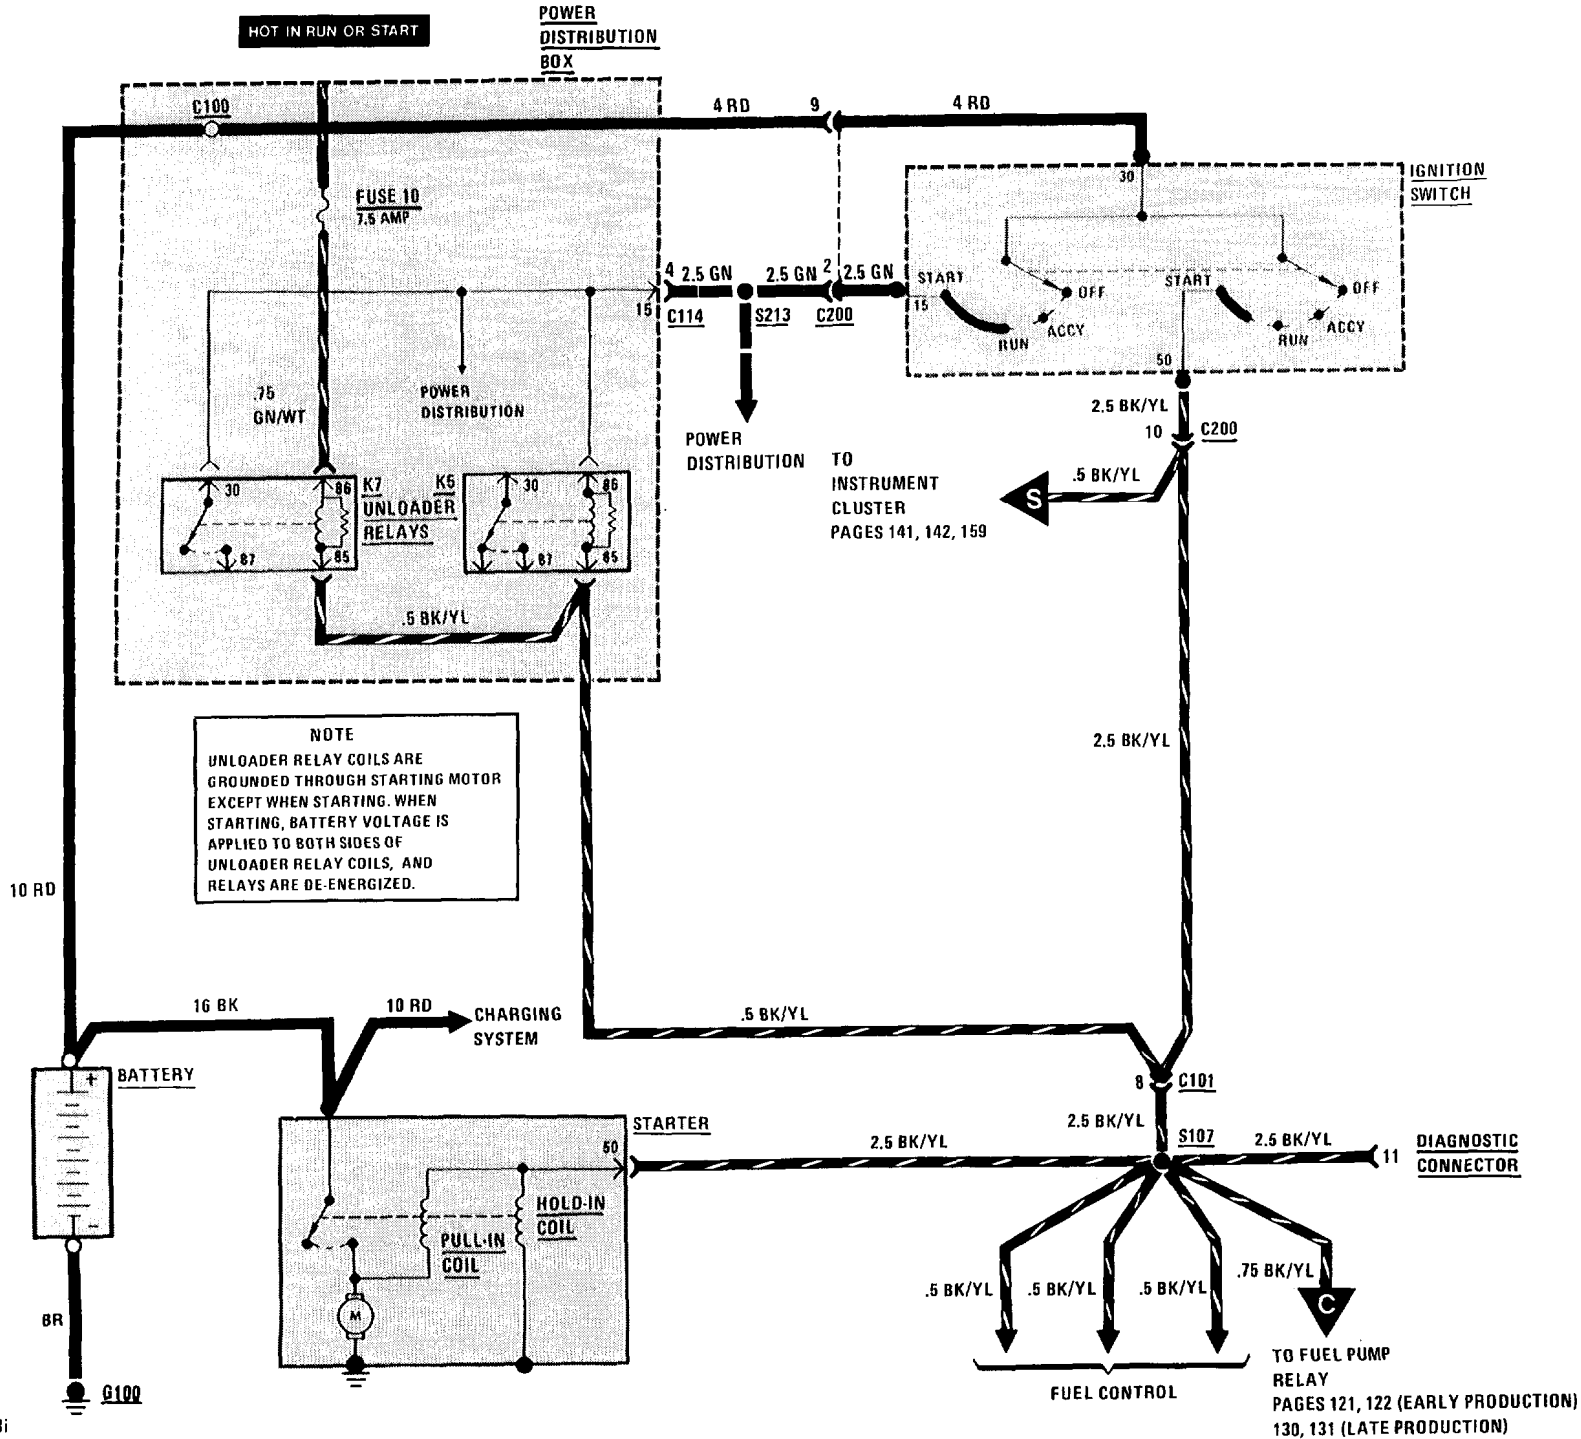 HOT IN RUN OR START
POWER
DISTRIBUTION
BOX
C100
4 RD
9
4 RD
FUSE 10
7.5 AMP
30
IGNITION
SWITCH
4
2.5 GN
2.5 GN
2
2.5 GN
START
OFF
START
OFF
15
C114
S213
C200
15
RUN
ACCY
RUN
ACCY
50
.75
GN/WT
POWER
DISTRIBUTION
2.5 BK/YL
10
C200
POWER
DISTRIBUTION
TO
INSTRUMENT
CLUSTER
PAGES 141, 142, 159
.5 BK/YL
S
30
86
K7
UNLOADER
RELAYS
K5
30
86
87
85
87
85
.5 BK/YL
NOTE
UNLOADER RELAY COILS ARE
GROUNDED THROUGH STARTING MOTOR
EXCEPT WHEN STARTING. WHEN
STARTING, BATTERY VOLTAGE IS
APPLIED TO BOTH SIDES OF
UNLOADER RELAY COILS, AND
RELAYS ARE DE-ENERGIZED.
2.5 BK/YL
10 RD
16 BK
10 RD
CHARGING
SYSTEM
.5 BK/YL
+
BATTERY
-
8
C101
STARTER
50
2.5 BK/YL
2.5 BK/YL
S107
2.5 BK/YL
11
DIAGNOSTIC
CONNECTOR
HOLD-IN
COIL
PULL-IN
COIL
M
BR
G100
.5 BK/YL
.5 BK/YL
.5 BK/YL
.75 BK/YL
C
FUEL CONTROL
TO FUEL PUMP
RELAY
PAGES 121, 122 (EARLY PRODUCTION)
130, 131 (LATE PRODUCTION)